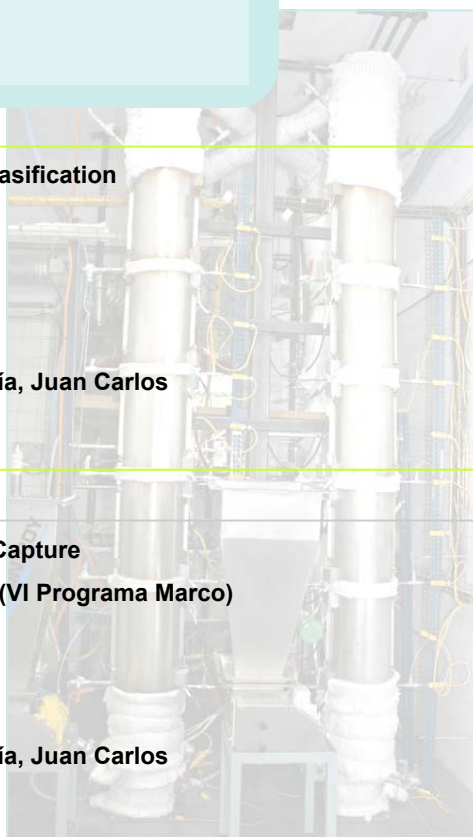 asification
ía, Juan Carlos
Capture
(VI Programa Marco)
ía, Juan Carlos